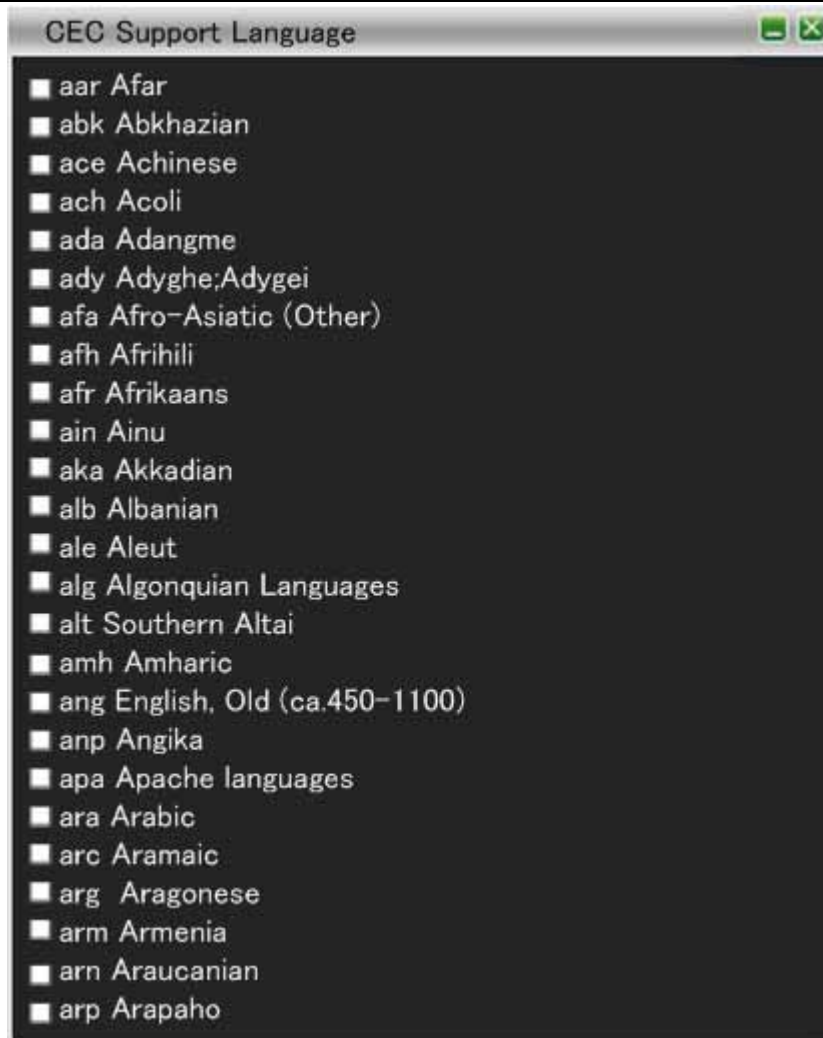 CEC Support Language
aar Afar
abk Abkhazian
ace Achinese
ach Acoli
ada Adangme
ady Adyghe;Adygei
afa Afro-Asiatic (Other)
afh Afrihili
afr Afrikaans
ain Ainu
aka Akkadian
alb Albanian
ale Aleut
alg Algonquian Languages
alt Southern Altai
amh Amharic
ang English, Old (ca.450-1100)
anp Angika
apa Apache languages
ara Arabic
arc Aramaic
arg Aragonese
arm Armenia
arn Araucanian
arp Arapaho